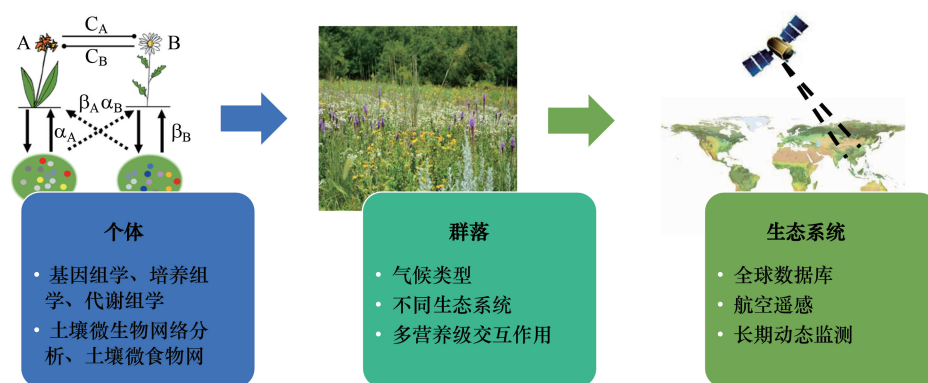 C_A
A
B
C_B
β_A α_B
α_A
β_B
个体
• 基因组学、培养组
学、代谢组学
• 土壤微生物网络分
析、土壤微食物网
群落
• 气候类型
• 不同生态系统
• 多营养级交互作用
生态系统
• 全球数据库
• 航空遥感
• 长期动态监测